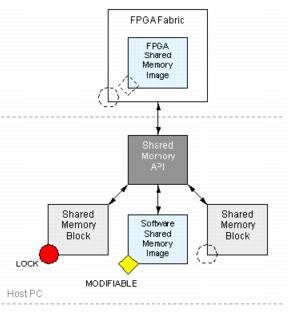 FPGA Fabric
FPGA
Shared
Memory
Image
Shared
Memory
API
Shared
Memory
Block
Software
Shared
Memory
Image
Shared
Memory
Block
LOCK
MODIFIABLE
Host PC